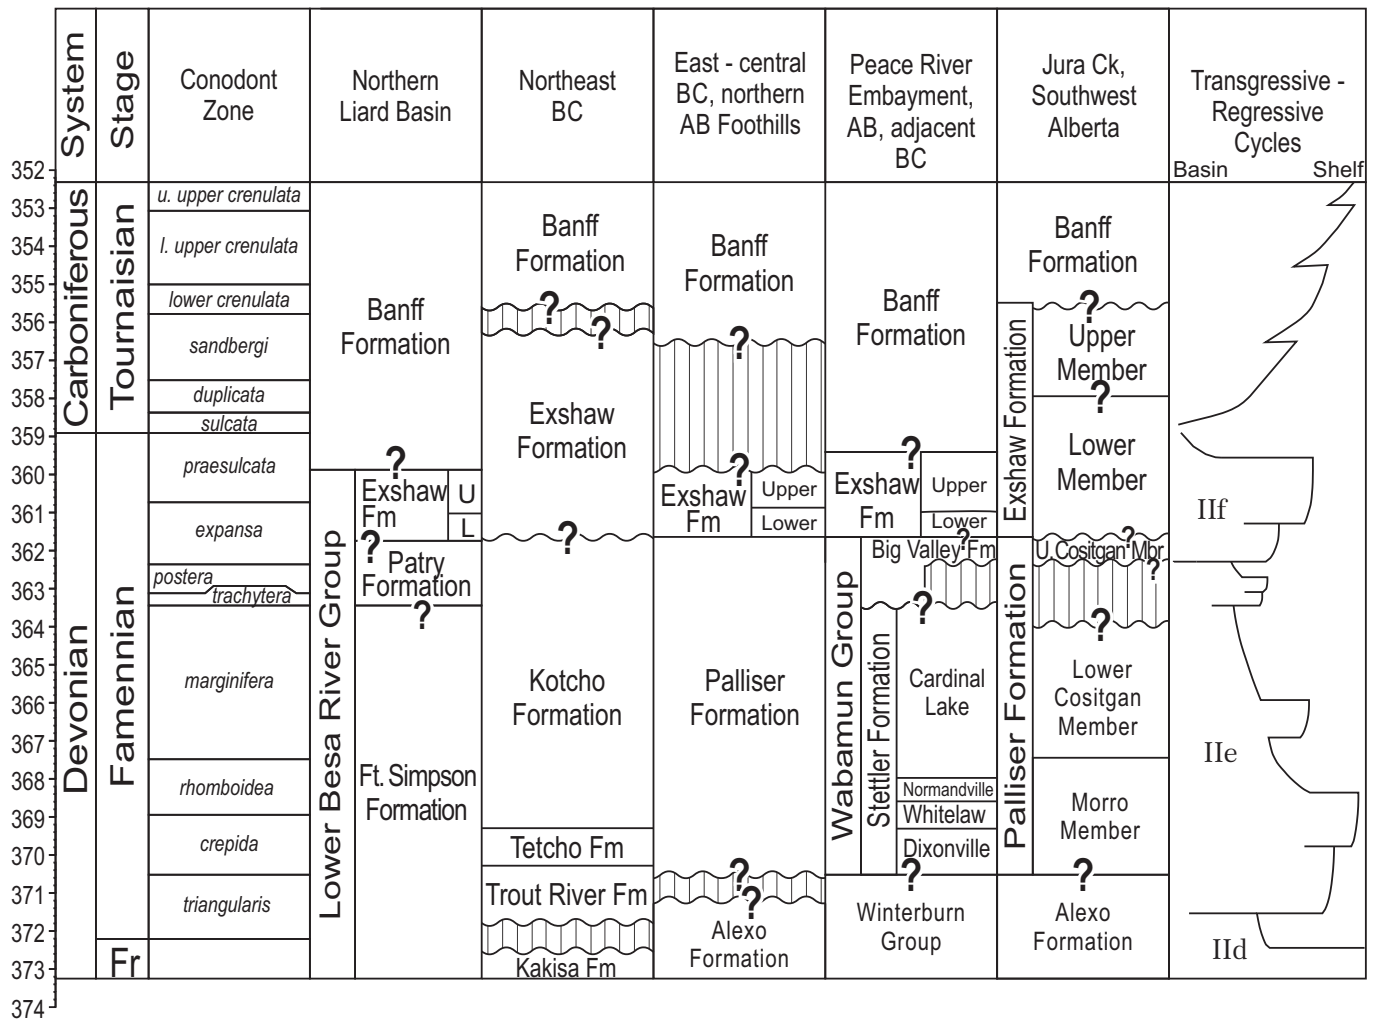 System
Stage
Conodont
Zone
Northern
Liard Basin
Northeast
BC
East - central
BC, northern
AB Foothills
Peace River
Embayment,
AB, adjacent
BC
Jura Ck,
Southwest
Alberta
Transgressive -
Regressive
Cycles
Basin
Shelf
352
353
354
355
356
357
358
359
360
361
362
363
364
365
366
367
368
369
370
371
372
373
374
Carboniferous
Devonian
Tournaisian
Famennian
Fr
u. upper crenulata
l. upper crenulata
lower crenulata
sandbergi
duplicata
sulcata
praesulcata
expansa
postera
trachytera
marginifera
rhomboidea
crepida
triangularis
Banff
Formation
?
Exshaw
Fm
U
L
?
Patry
Formation
?
Lower Besa River Group
Ft. Simpson
Formation
Banff
Formation
?
?
Exshaw
Formation
?
Kotcho
Formation
Tetcho Fm
Trout River Fm
Kakisa Fm
Banff
Formation
?
?
Exshaw
Fm
Upper
Lower
Palliser
Formation
?
?
Alexo
Formation
Banff
Formation
?
Exshaw
Fm
Upper
Lower
?
Big Valley Fm
?
Wabamun Group
Stettler Formation
Cardinal
Lake
Normandville
Whitelaw
Dixonville
?
Winterburn
Group
Banff
Formation
?
Exshaw Formation
Upper
Member
?
Lower
Member
?
U.Cositgan Mbr
?
?
Palliser Formation
Lower
Cositgan
Member
Morro
Member
?
Alexo
Formation
IIf
IIe
IId